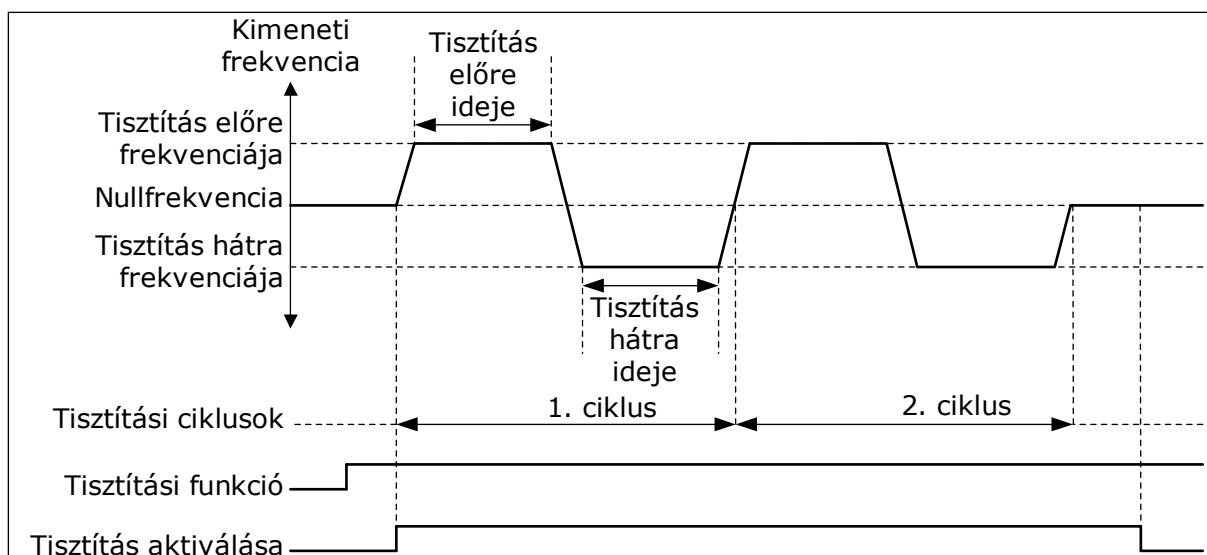 Kimeneti
frekvencia
Tisztítás
előre
ideje
Tisztítás előre
frekvenciája
Nullfrekvencia
Tisztítás hátra
frekvenciája
Tisztítás
hátra
ideje
Tisztítási ciklusok
1. ciklus
2. ciklus
Tisztítási funkció
Tisztítás aktiválása